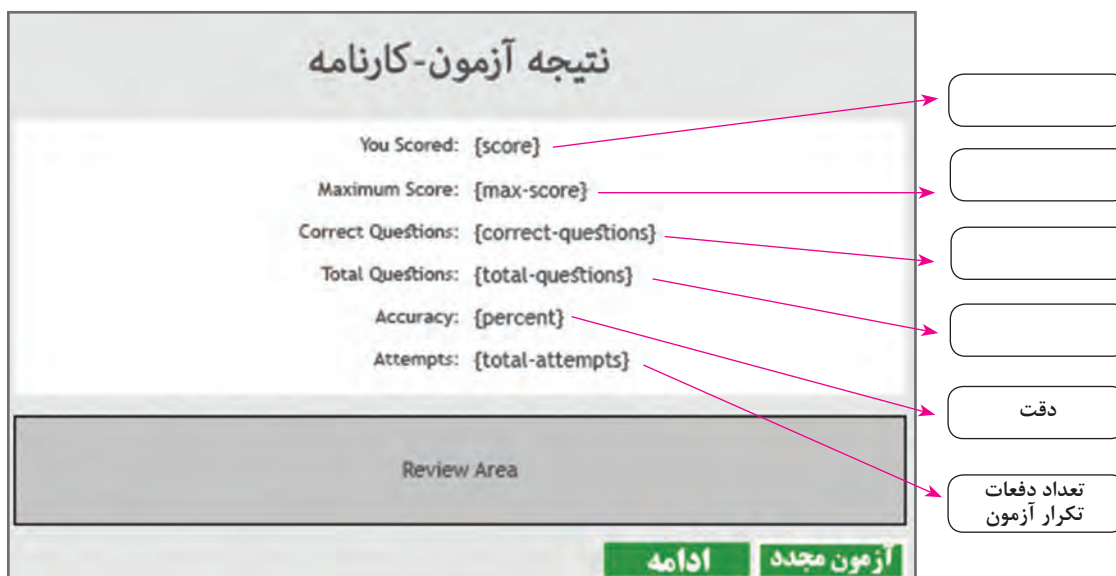 نتیجه آزمون-کارنامه
You Scored: {score}
Maximum Score: {max-score}
Correct Questions: {correct-questions}
Total Questions: {total-questions}
Accuracy: {percent}
Attempts: {total-attempts}
دقت
تعداد دفعات
تکرار آزمون
Review Area
آزمون مجدد
ادامه